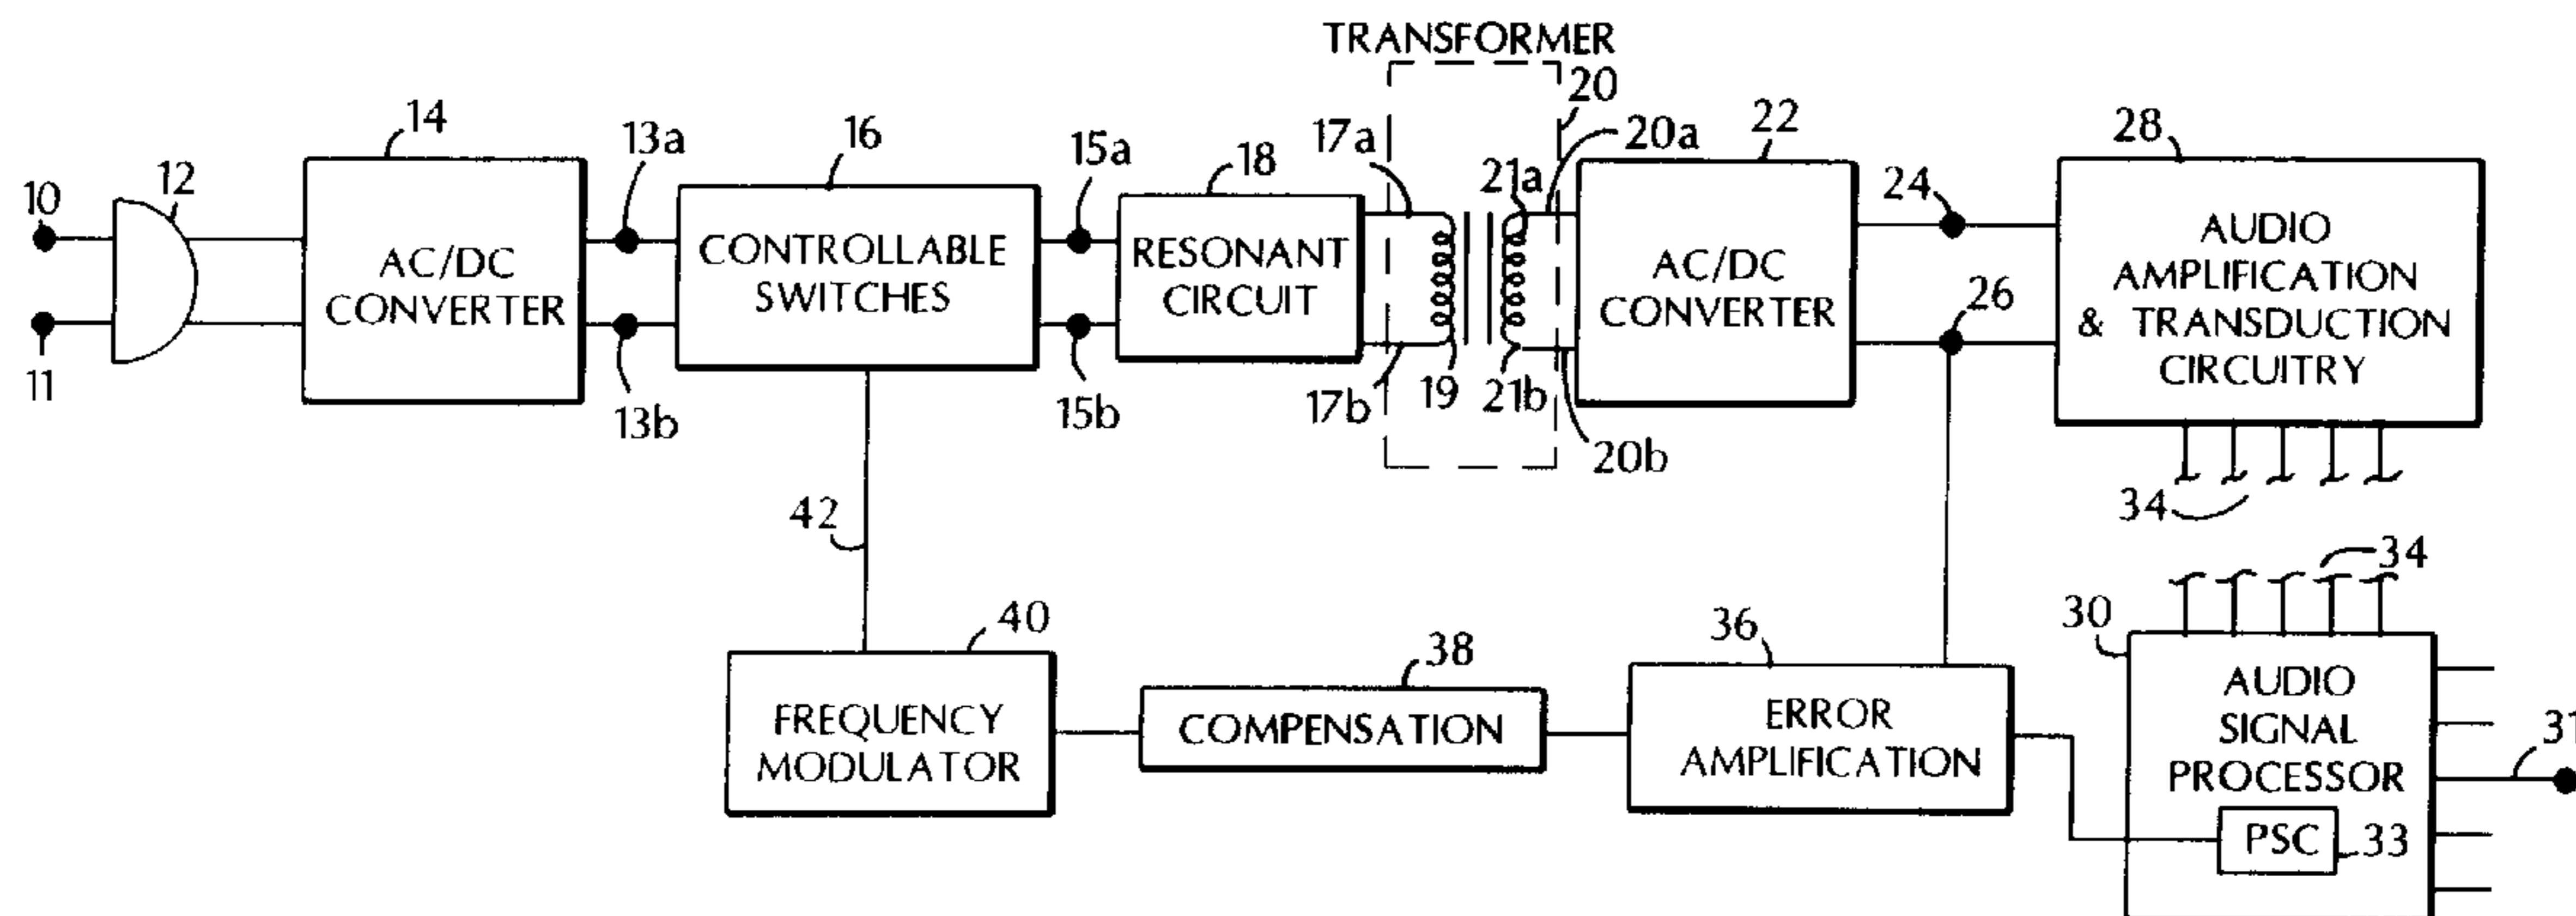 TRANSFORMER
20
14
13a
16
15a
18
17a
21a
20a
22
24
28
10
12
11
AC/DC
CONVERTER
CONTROLLABLE
SWITCHES
RESONANT
CIRCUIT
AC/DC
CONVERTER
26
AUDIO
AMPLIFICATION
& TRANSDUCTION
CIRCUITRY
13b
15b
17b
19
21b
20b
34
42
34
40
38
36
30
FREQUENCY
MODULATOR
COMPENSATION
ERROR
AMPLIFICATION
AUDIO
SIGNAL
PROCESSOR
31
PSC
33